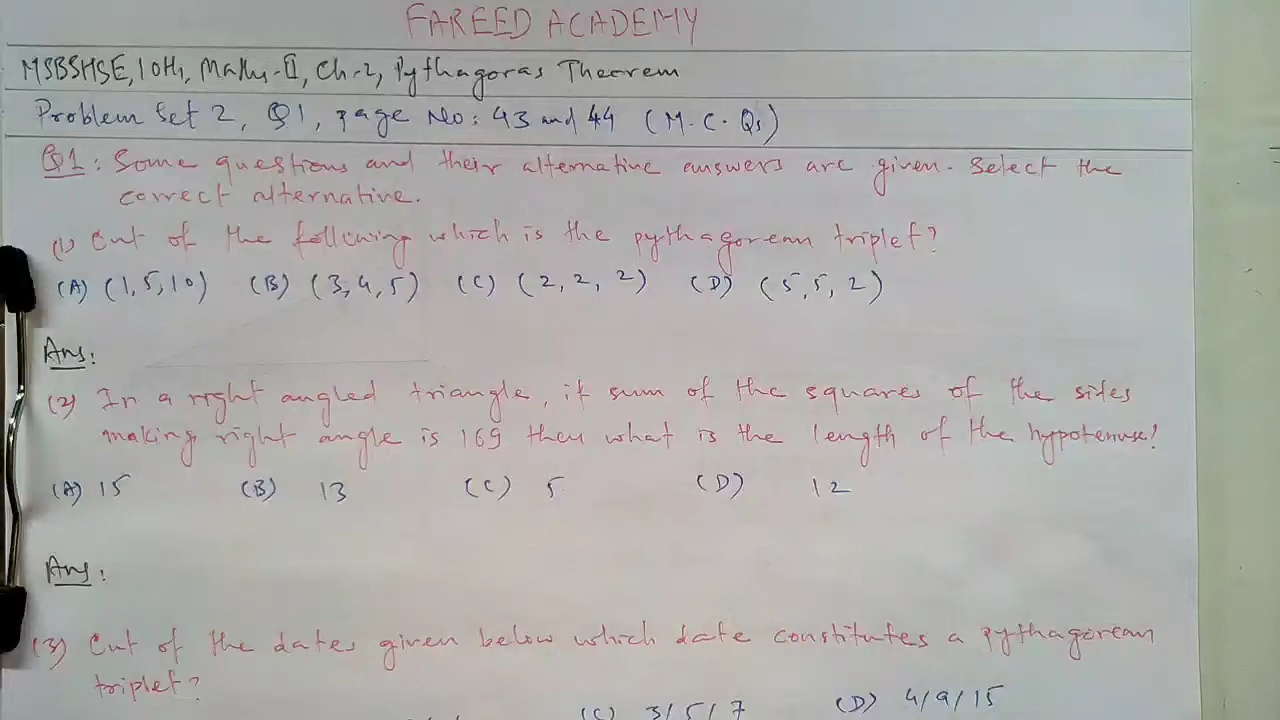 FAREED ACADEMY
MSBSHSE, 10th, Maths-II, Ch-2, Pythagoras Theorem
Problem Set 2, Q1, page No: 43 and 44 (M.C.Qs)
Q1: Some questions and their alternative answers are given. Select the
correct alternative.
(1) Out of the following which is the pythagorean triplet?
(A) (1,5,10) (B) (3,4,5) (C) (2, 2, 2) (D) (5,5, 2)
Ans:
(2) In a right angled triangle, if sum of the squares of the sides
making right angle is 169 then what is the length of the hypotenuse?
(A) 15 (B) 13 (C) 5 (D) 12
Ans:
(3) Out of the dates given below which date constitutes a pythagorean
triplet?
(C) 3/5/7 (D) 4/9/15